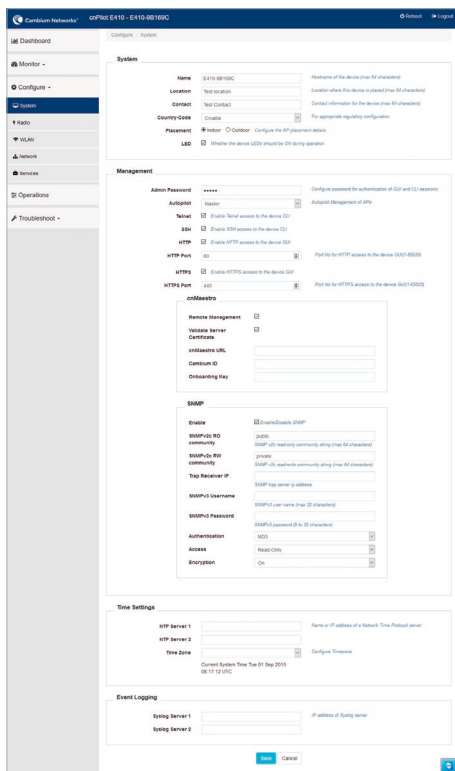 Cambium Networks™
cnPilot E410 - E410-9B169C
Reboot
Logout
Dashboard
Monitor
Configure
System
Radio
WLAN
Network
Services
Operations
Troubleshoot
Configure System
System
Name E410-9B169C Hostname of the device (max 64 characters)
Location Test location Location where this device is placed (max 64 characters)
Contact Test Contact Contact information for the device (max 64 characters)
Country-Code Croatia For appropriate regulatory configuration
Placement Indoor Outdoor Configure the AP placement details
LED Whether the device LEDs should be ON during operation
Management
Admin Password ••••• Configure password for authentication of GUI and CLI sessions
Autopilot Master Autopilot Management of APs
Telnet Enable Telnet access to the device CLI
SSH Enable SSH access to the device CLI
HTTP Enable HTTP access to the device GUI
HTTP Port 80 Port No for HTTP access to the device GUI(1-65535)
HTTPS Enable HTTPS access to the device GUI
HTTPS Port 443 Port No for HTTPS access to the device GUI(1-65535)
cnMaestro
Remote Management
Validate Server
Certificate
cnMaestro URL
Cambium ID
Onboarding Key
SNMP
Enable Enable/Disable SNMP
SNMPv2c RO public
community SNMP v2c read-only community string (max 64 characters)
SNMPv2c RW private
community SNMP v2c read-write community string (max 64 characters)
Trap Receiver IP
SNMP trap server ip address
SNMPv3 Username
SNMPv3 user name (max 32 characters)
SNMPv3 Password
SNMPv3 password (8 to 32 characters)
Authentication MD5
Access Read-Only
Encryption On
Time Settings
NTP Server 1 Name or IP address of a Network Time Protocol server
NTP Server 2
Time Zone Configure Timezone
Current System Time Tue 01 Sep 2015
08:17:12 UTC
Event Logging
Syslog Server 1 IP address of Syslog server
Syslog Server 2
Save Cancel